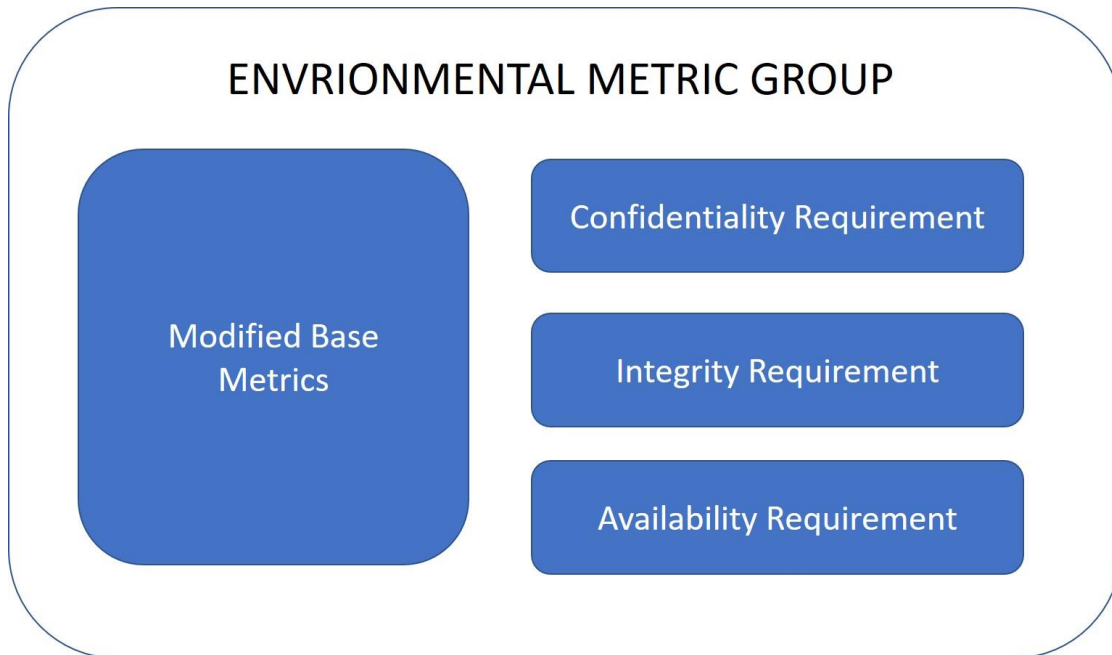 ENVRIONMENTAL METRIC GROUP
Modified Base
Metrics
Confidentiality Requirement
Integrity Requirement
Availability Requirement